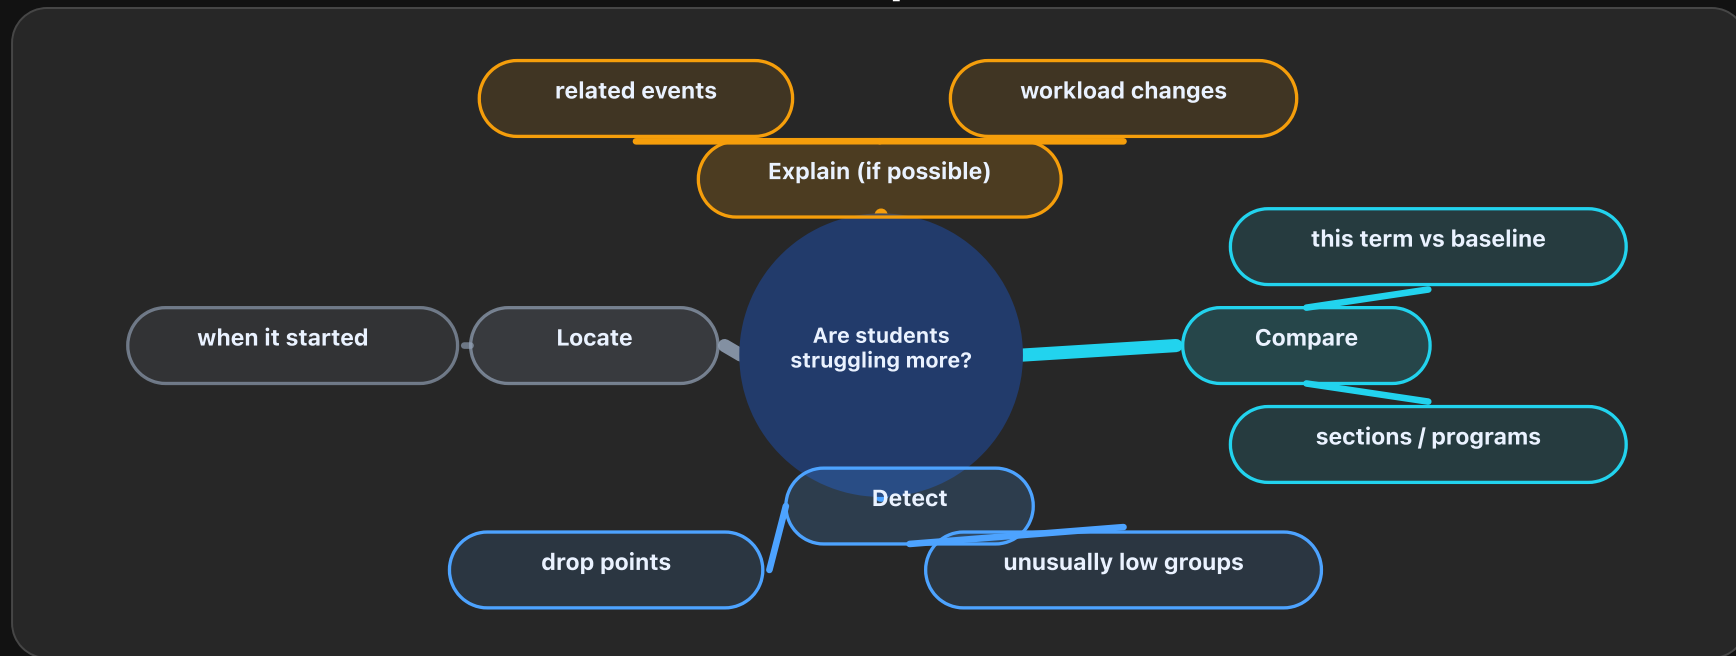 related events
workload changes
Explain (if possible)
this term vs baseline
when it started
Locate
Are students
struggling more?
Compare
sections / programs
Detect
drop points
unusually low groups